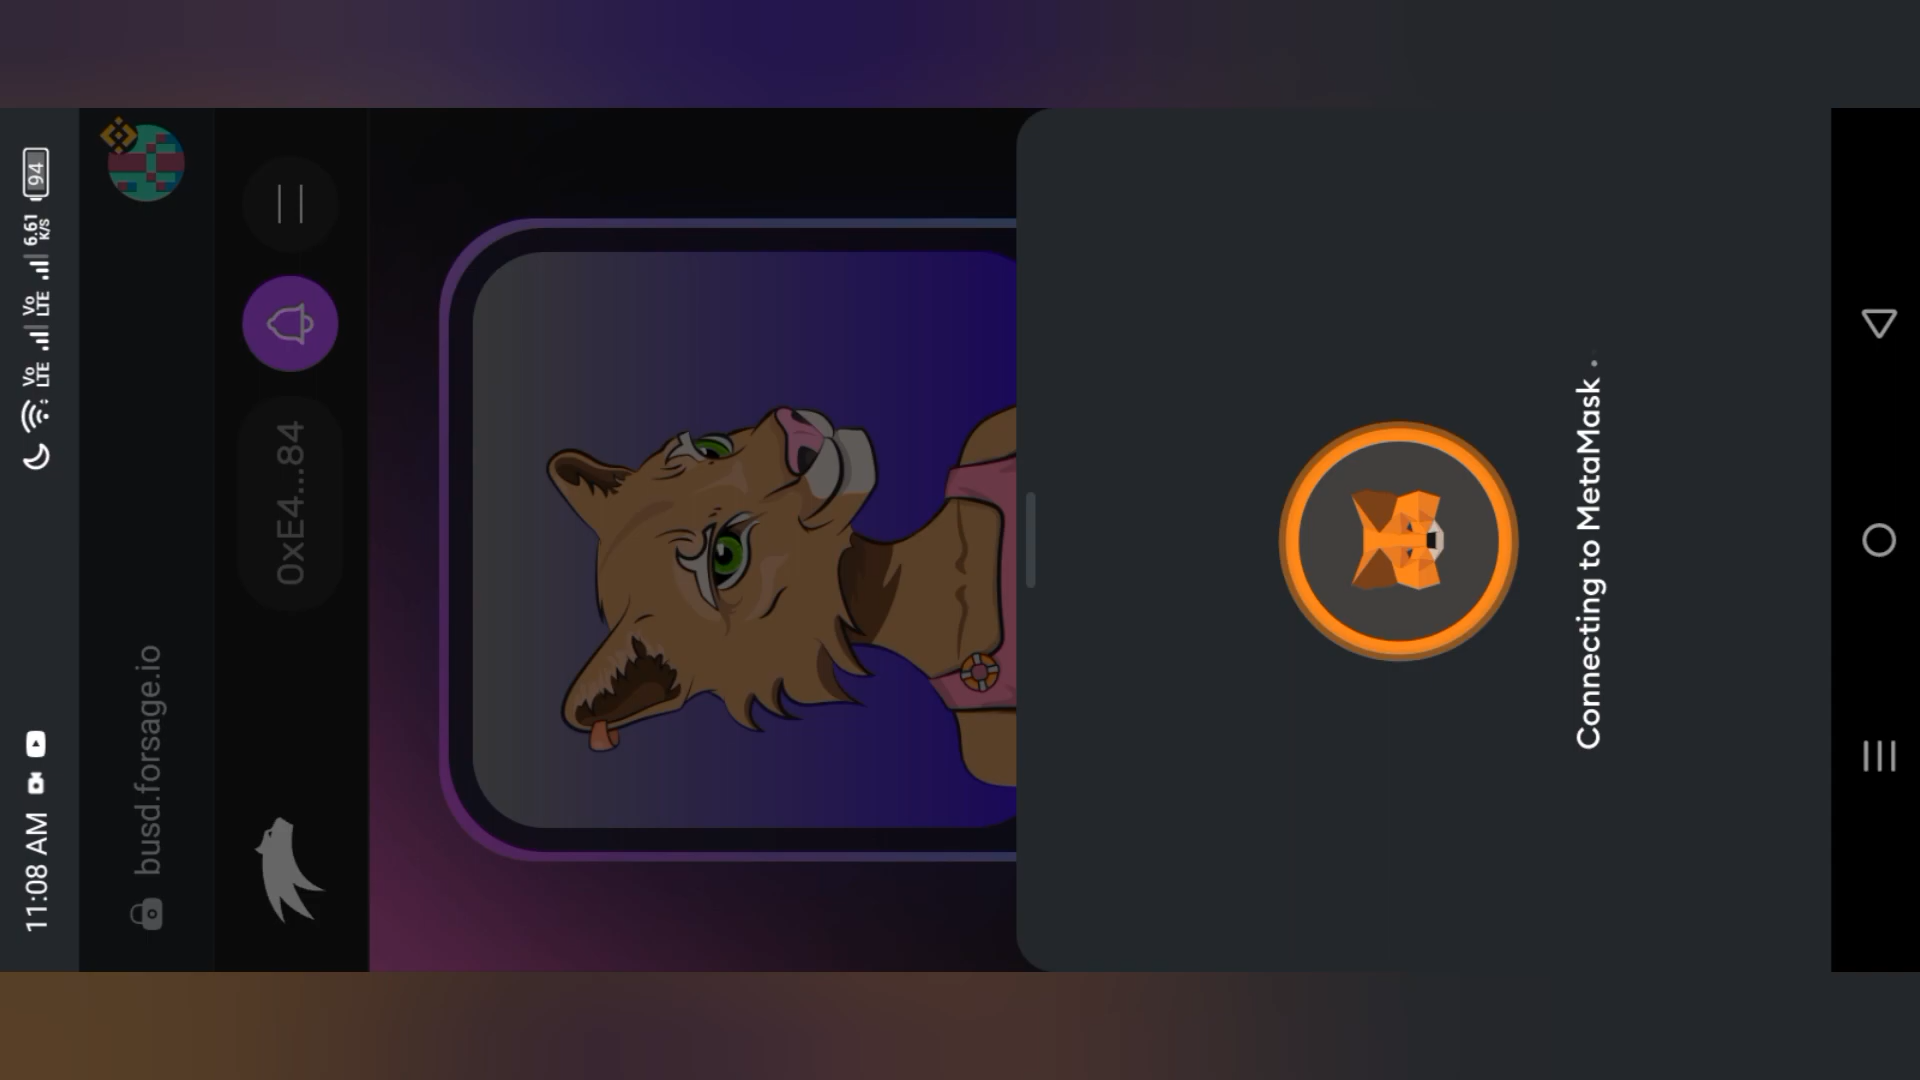 11:08 AM
Vo LTE
Vo LTE
6.61 K/s
94
busd.forsage.io
0xE4...84
Connecting to MetaMask .